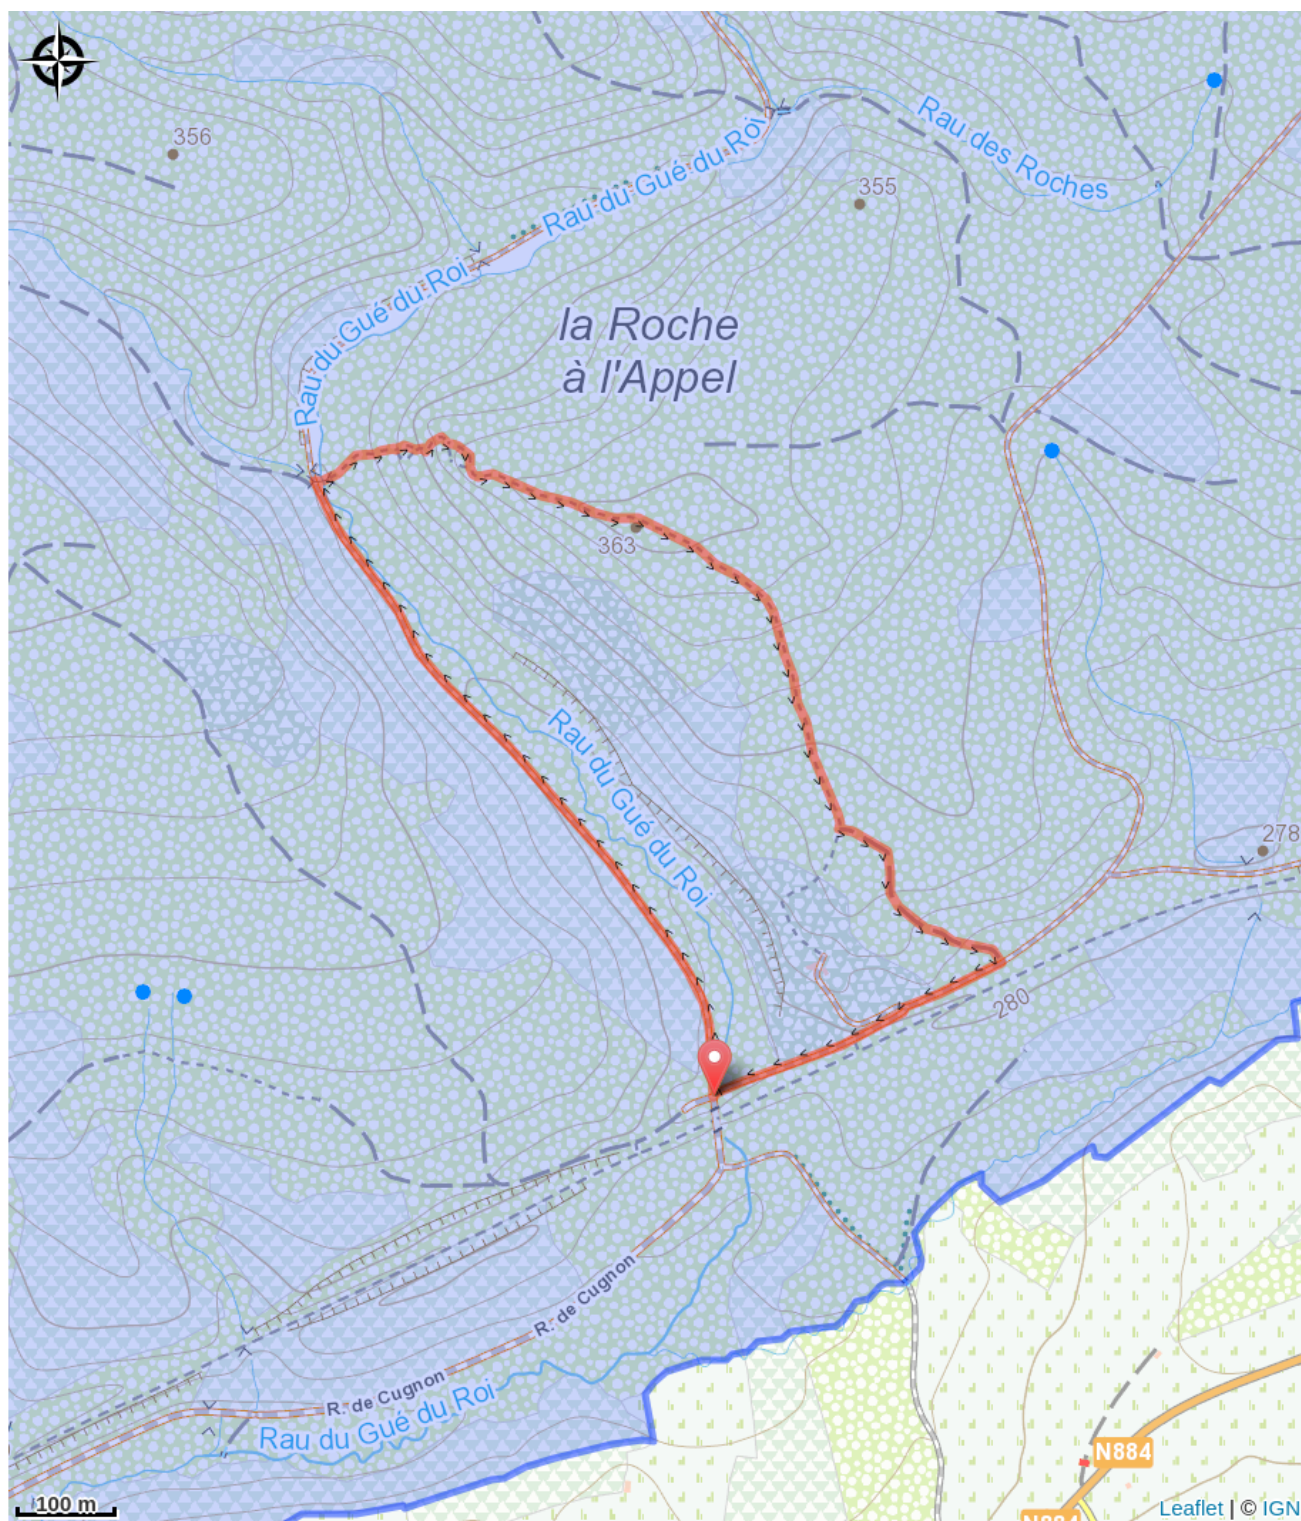 356
Rau du Gué du Roi
Rau des Roches
355
Rau du Gué du Roi
la Roche
à l'Appel
363
Rau du Gué du Roi
278
280
R. de Cugnon
R. de Cugnon
Rau du Gué du Roi
N884
100 m
N884
Leaflet | © IGN